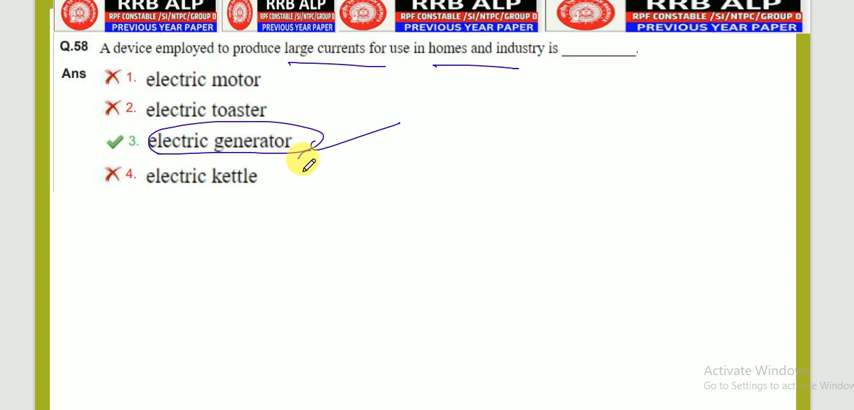 RRB ALP
RPF CONSTABLE /SI/NTPC/GROUP D
PREVIOUS YEAR PAPER
RRB ALP
RPF CONSTABLE /SI/NTPC/GROUP D
PREVIOUS YEAR PAPER
RRB ALP
RPF CONSTABLE /SI/NTPC/GROUP D
PREVIOUS YEAR PAPER
RRB ALP
RPF CONSTABLE /SI/NTPC/GROUP D
PREVIOUS YEAR PAPER
Q.58 A device employed to produce large currents for use in homes and industry is __________.
Ans 1. electric motor
2. electric toaster
3. electric generator
4. electric kettle
Activate Windows
Go to Settings to activate Window